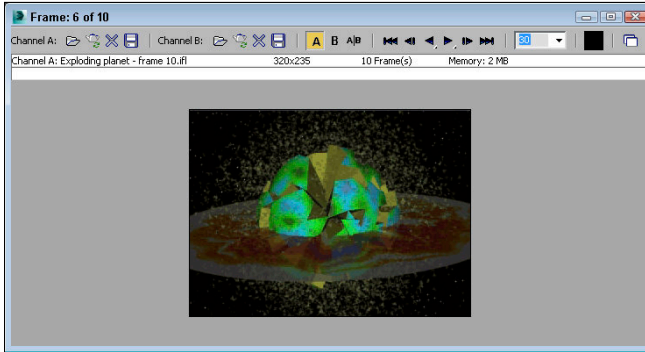 Frame: 6 of 10
Channel A: Channel B: A B A|B 30
Channel A: Exploding planet - frame 10.ifl 320x235 10 Frame(s) Memory: 2 MB